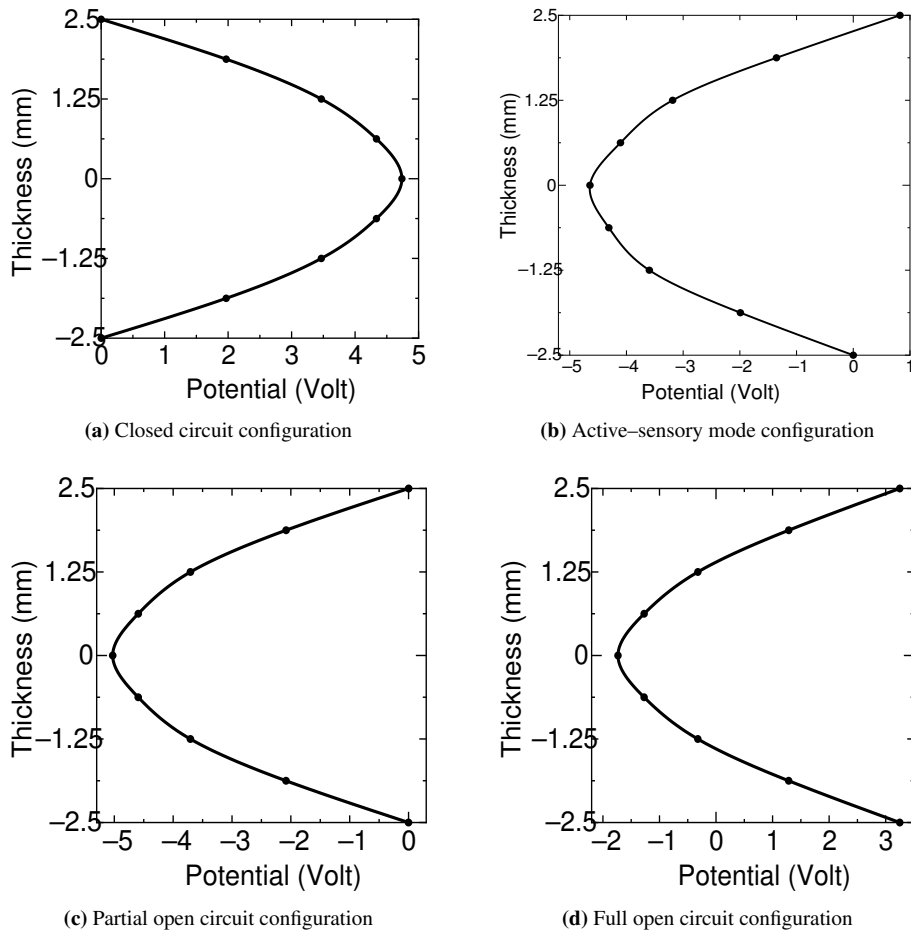 2.5
1.25
0
−1.25
−2.5
Thickness (mm)
0 1 2 3 4 5
Potential (Volt)
(a) Closed circuit configuration
2.5
1.25
0
−1.25
−2.5
Thickness (mm)
−5 −4 −3 −2 −1 0 1
Potential (Volt)
(b) Active–sensory mode configuration
2.5
1.25
0
−1.25
−2.5
Thickness (mm)
−5 −4 −3 −2 −1 0
Potential (Volt)
(c) Partial open circuit configuration
2.5
1.25
0
−1.25
−2.5
Thickness (mm)
−2 −1 0 1 2 3
Potential (Volt)
(d) Full open circuit configuration